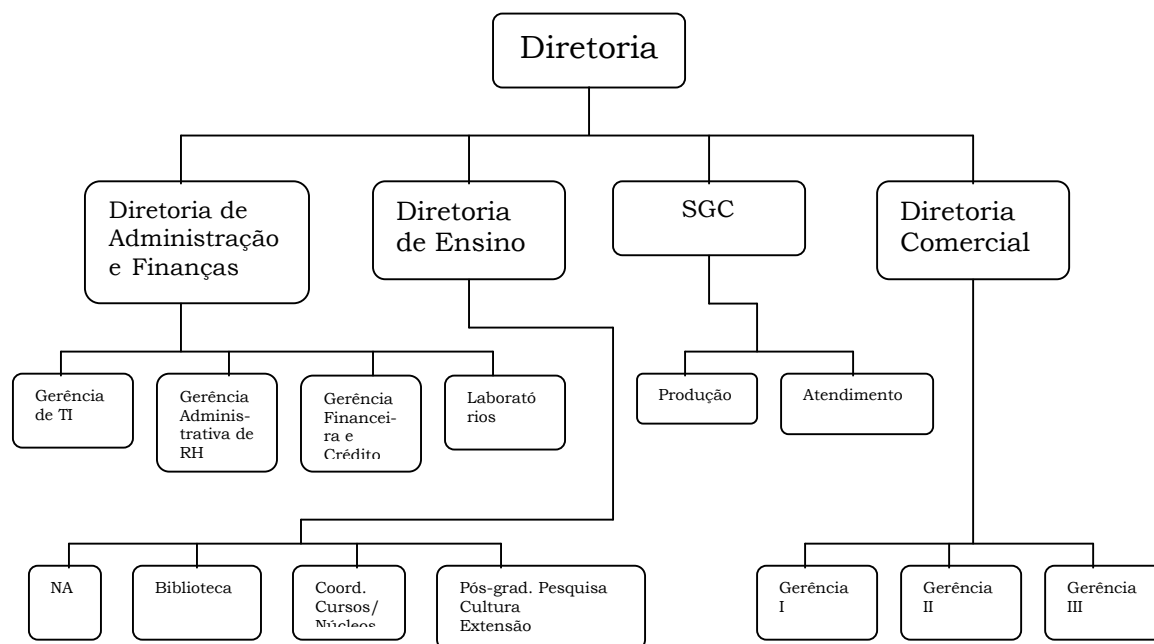 Diretoria
Diretoria de
Administração
e Finanças
Diretoria
de Ensino
SGC
Diretoria
Comercial
Gerência
de TI
Gerência
Adminis-
trativa de
RH
Gerência
Financei-
ra e
Crédito
Laborató
rios
Produção
Atendimento
NA
Biblioteca
Coord.
Cursos/
Núcleos
Pós-grad. Pesquisa
Cultura
Extensão
Gerência
I
Gerência
II
Gerência
III